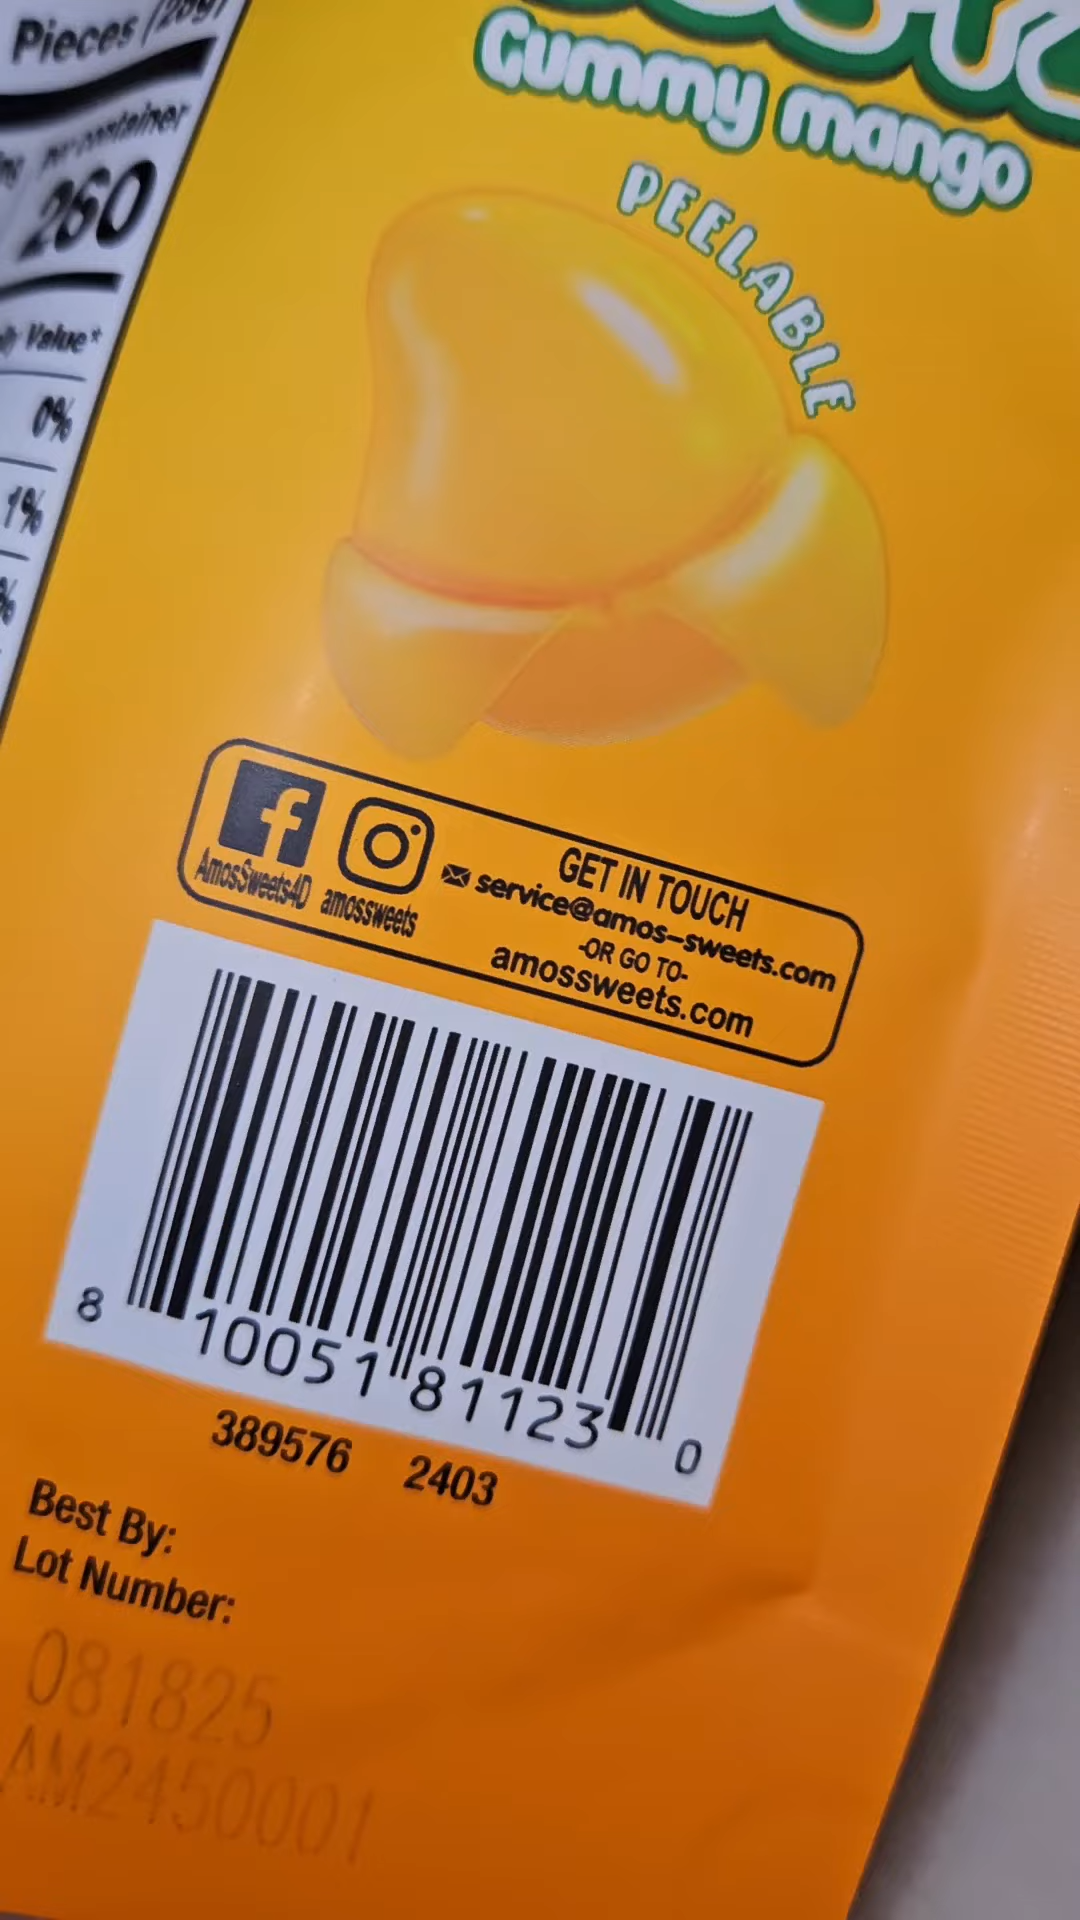 Pieces (28g)
per container
260
Value*
0%
1%
%
Gummy mango
PEELABLE
AmosSweets4D
amossweets
GET IN TOUCH
service@amos-sweets.com
-OR GO TO-
amossweets.com
8 10051 81123 0
389576 2403
Best By:
Lot Number:
081825
AM2450001